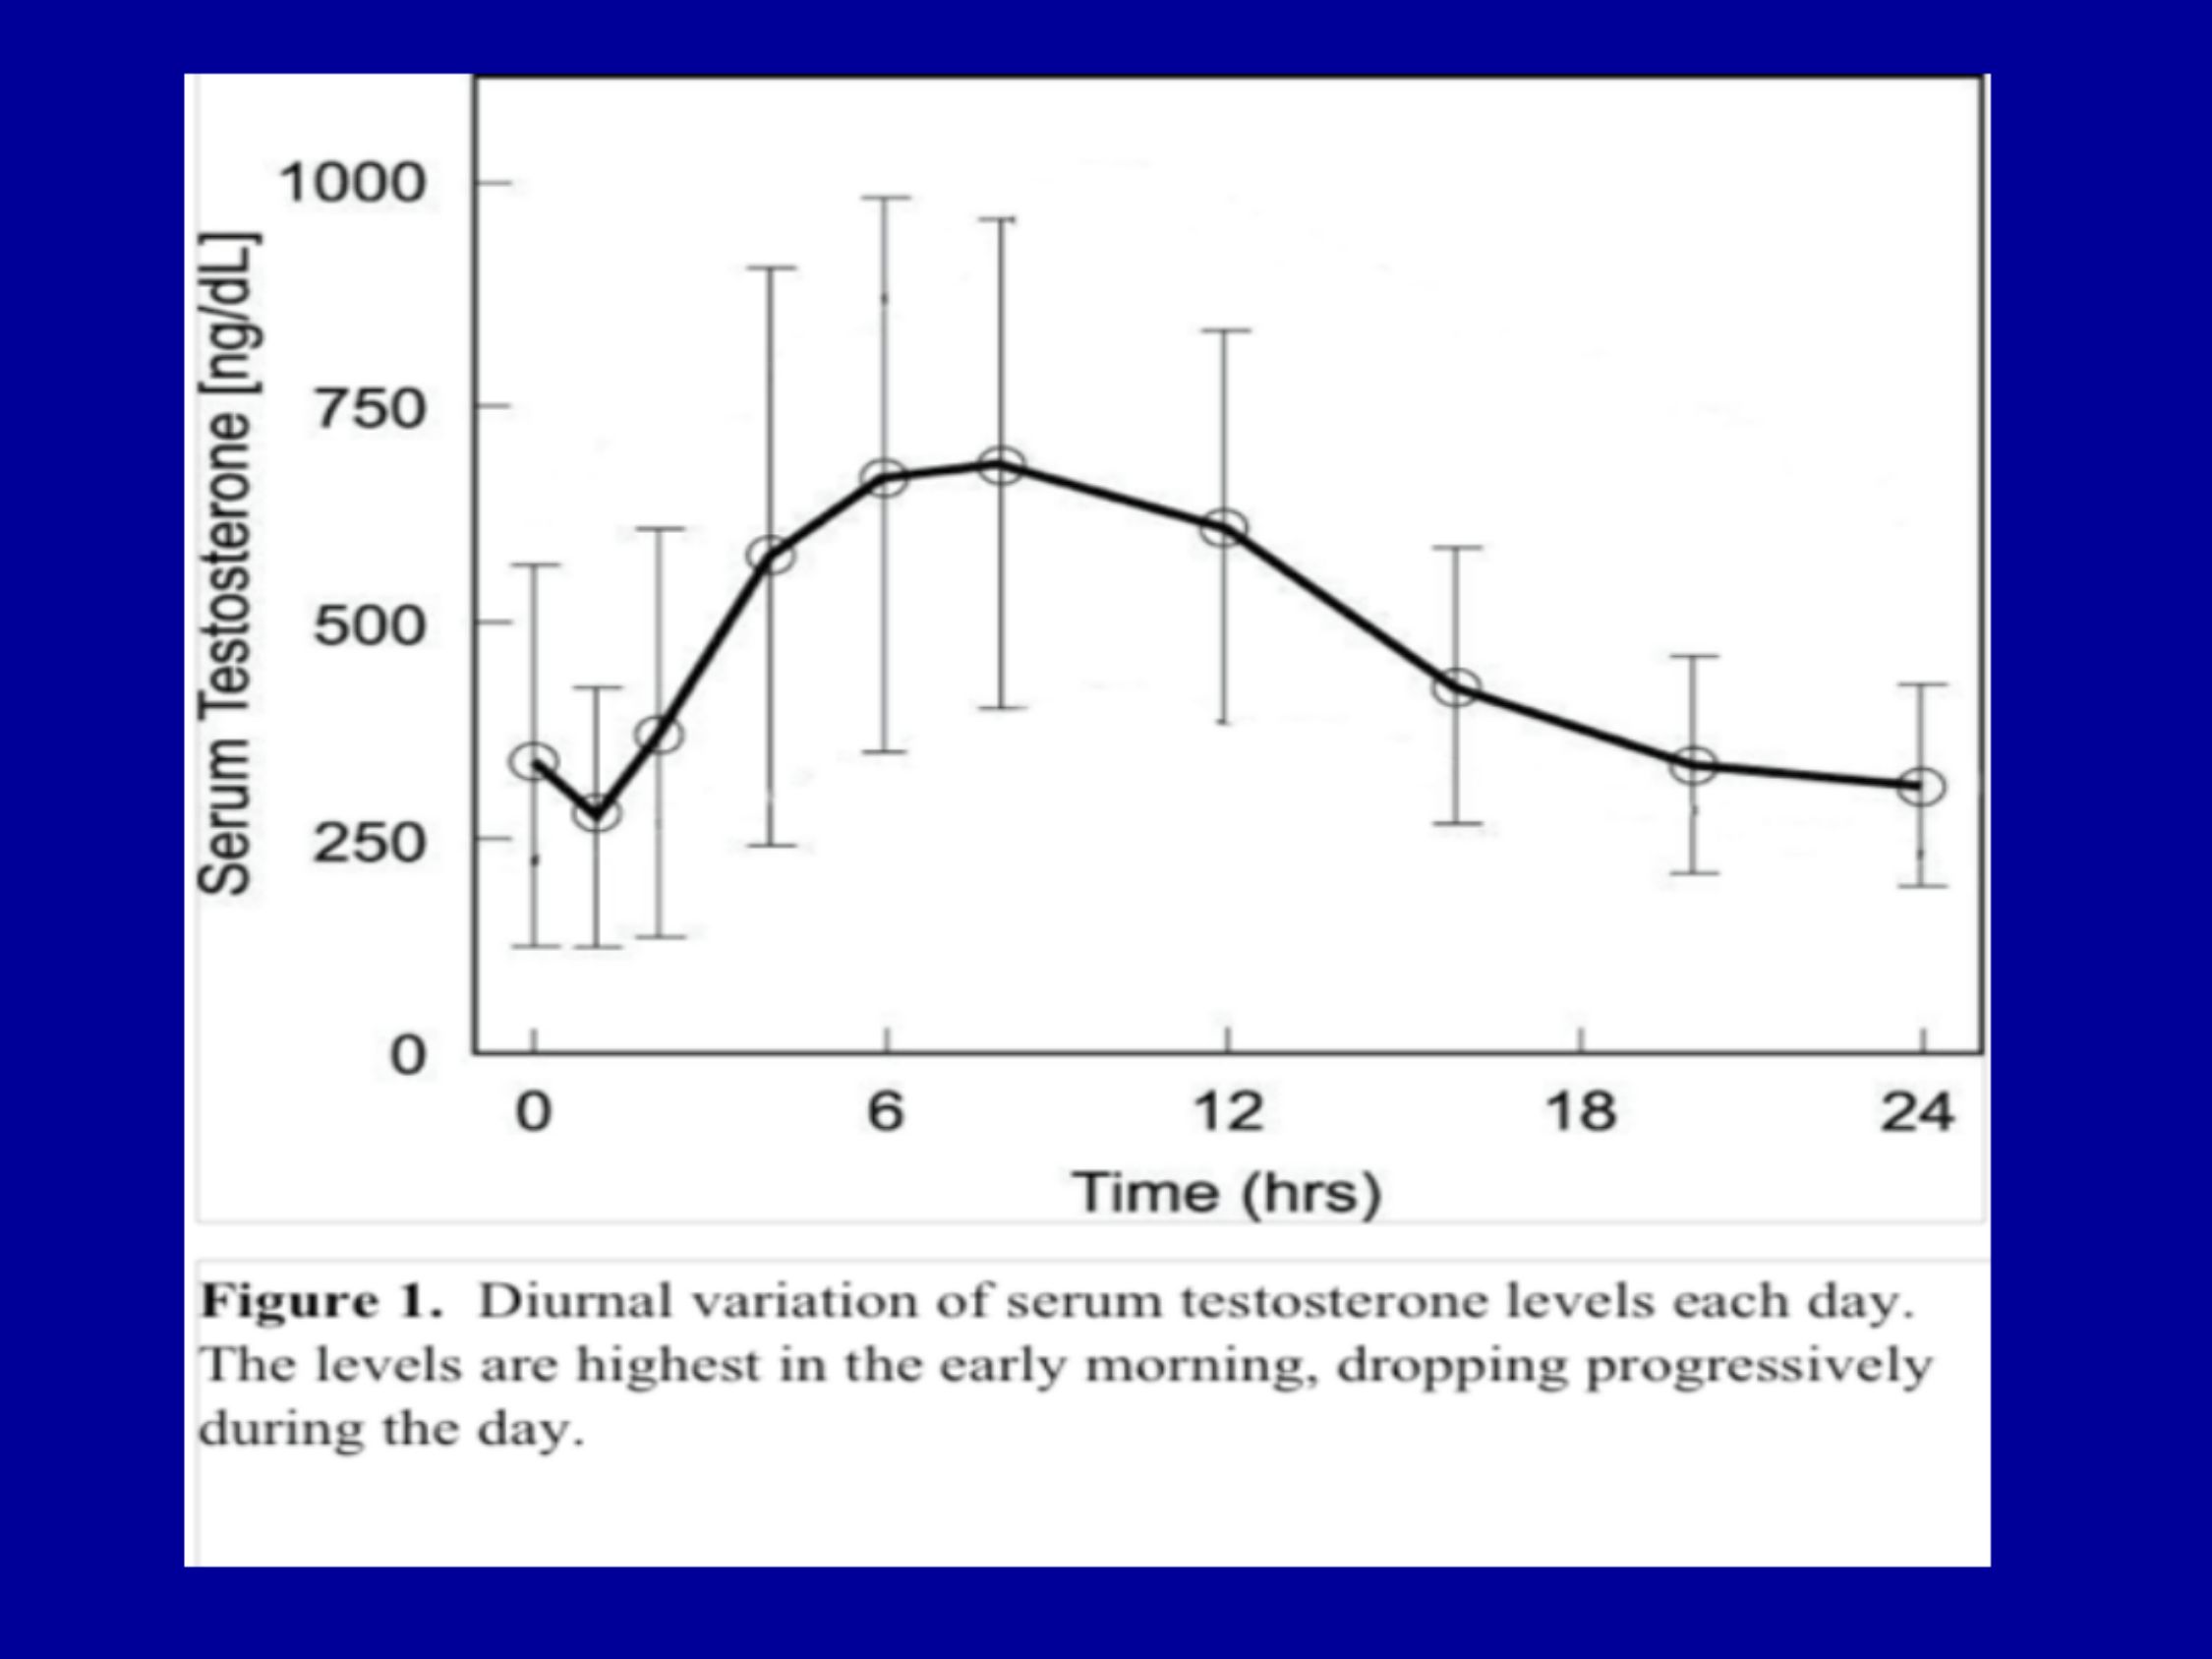 1000
750
500
250
0
Serum Testosterone [ng/dL]
0 6 12 18 24
Time (hrs)
Figure 1. Diurnal variation of serum testosterone levels each day.
The levels are highest in the early morning, dropping progressively
during the day.